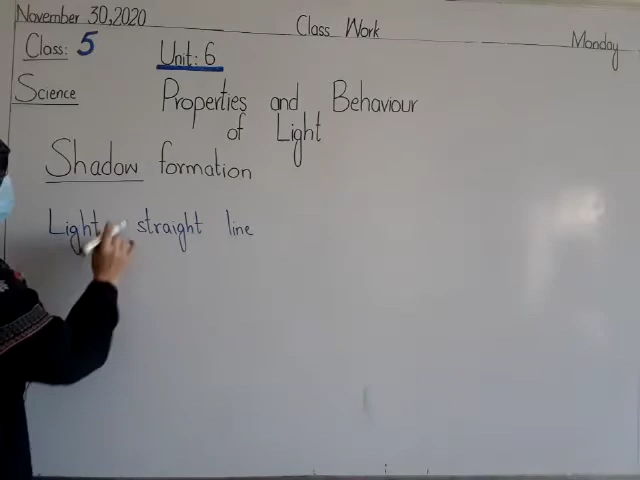 November 30,2020 Class Work Monday
Class: 5 Unit: 6
Science Properties and Behaviour
of Light
Shadow formation
Light straight line